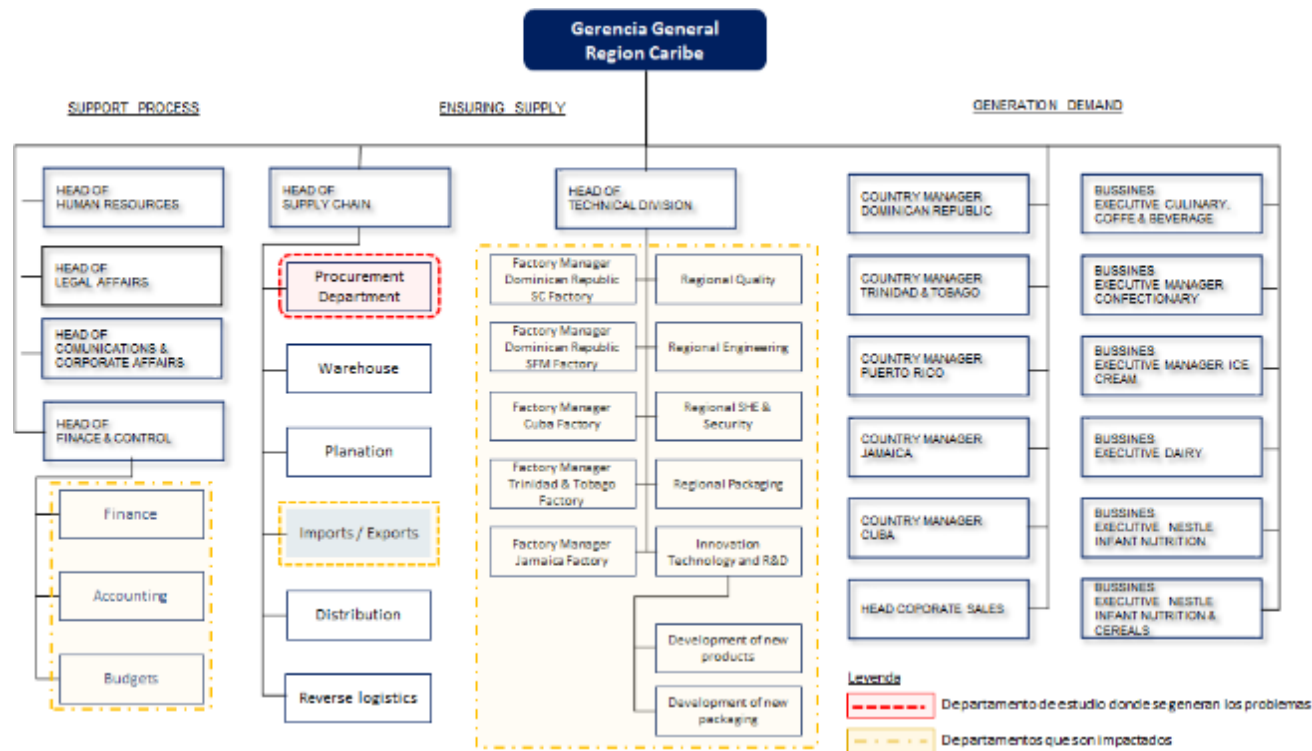 Gerencia General
Region Caribe
SUPPORT PROCESS
ENSURING SUPPLY
GENERATION DEMAND
HEAD OF
HUMAN RESOURCES
HEAD OF
LEGAL AFFAIRS
HEAD OF
COMUNICATIONS &
CORPORATE AFFAIRS
HEAD OF
FINACE & CONTROL
Finance
Accounting
Budgets
HEAD OF
SUPPLY CHAIN
Procurement
Department
Warehouse
Planation
Imports / Exports
Distribution
Reverse logistics
HEAD OF
TECHNICAL DIVISION
Factory Manager
Dominican Republic
SC Factory
Factory Manager
Dominican Republic
SFM Factory
Factory Manager
Cuba Factory
Factory Manager
Trinidad & Tobago
Factory
Factory Manager
Jamaica Factory
Regional Quality
Regional Engineering
Regional SHE &
Security
Regional Packaging
Innovation
Technology and R&D
Development of new
products
Development of new
packaging
COUNTRY MANAGER
DOMINICAN REPUBLIC
COUNTRY MANAGER
TRINIDAD & TOBAGO
COUNTRY MANAGER
PUERTO RICO
COUNTRY MANAGER
JAMAICA
COUNTRY MANAGER
CUBA
HEAD COPORATE SALES
BUSSINES
EXECUTIVE CULINARY,
COFFE & BEVERAGE
BUSSINES
EXECUTIVE MANAGER
CONFECTIONARY
BUSSINES
EXECUTIVE MANAGER ICE
CREAM
BUSSINES
EXECUTIVE DAIRY
BUSSINES
EXECUTIVE NESTLE
INFANT NUTRITION
BUSSINES
EXECUTIVE NESTLE
INFANT NUTRITION &
CEREALS
Leyenda
Departamento de estudio donde se generan los problemas
Departamentos que son impactados